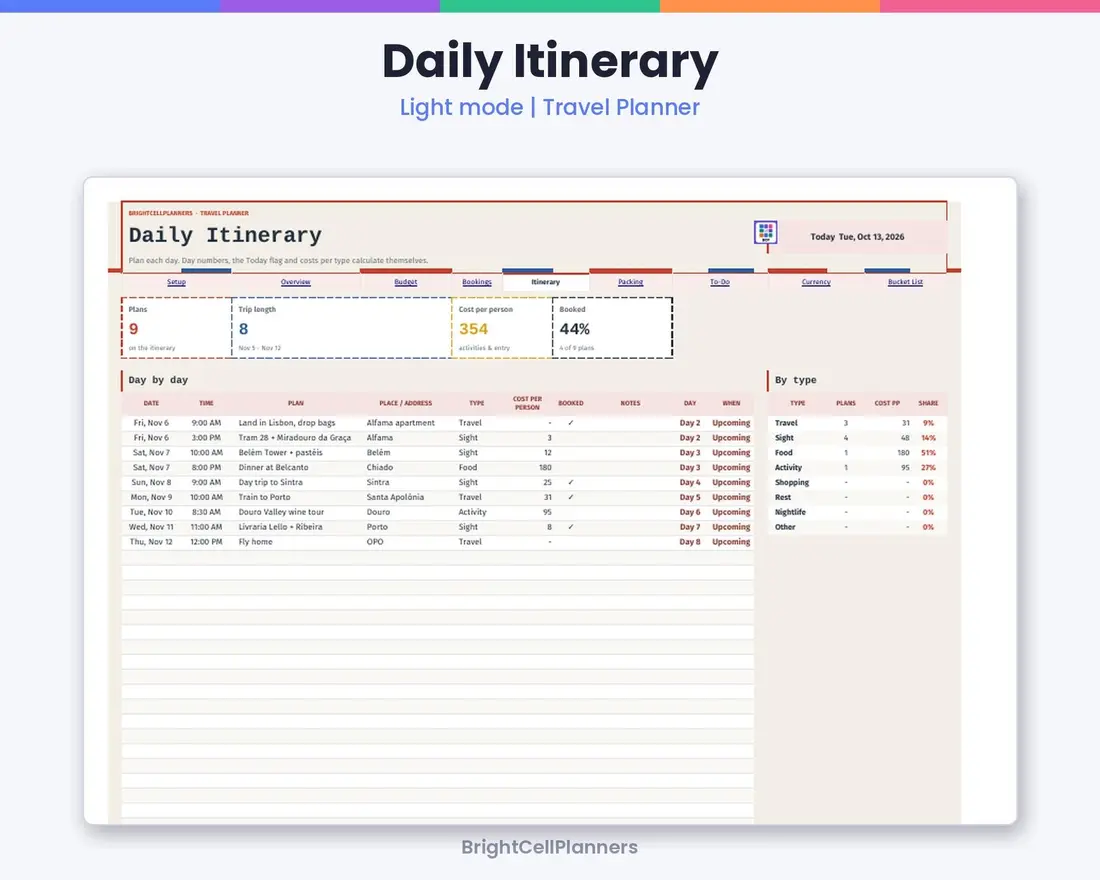 Daily Itinerary
Light mode | Travel Planner
BRIGHTCELLPLANNERS · TRAVEL PLANNER
Daily Itinerary
Plan each day. Day numbers, the Today flag and costs per type calculate themselves.
Today Tue, Oct 13, 2026
Setup Overview Budget Bookings Itinerary Packing To-Do Currency Bucket List
Plans Trip length Cost per person Booked
9 8 354 44%
on the itinerary Nov 5 - Nov 12 activities & entry 4 of 9 plans
Day by day By type
DATE TIME PLAN PLACE / ADDRESS TYPE COST PER PERSON BOOKED NOTES DAY WHEN TYPE PLANS COST PP SHARE
Fri, Nov 6 9:00 AM Land in Lisbon, drop bags Alfama apartment Travel - ✓ Day 2 Upcoming Travel 3 31 9%
Fri, Nov 6 3:00 PM Tram 28 + Miradouro da Graça Alfama Sight 3 Day 2 Upcoming Sight 4 48 14%
Sat, Nov 7 10:00 AM Belém Tower + pastéis Belém Sight 12 Day 3 Upcoming Food 1 180 51%
Sat, Nov 7 8:00 PM Dinner at Belcanto Chiado Food 180 Day 3 Upcoming Activity 1 95 27%
Sun, Nov 8 9:00 AM Day trip to Sintra Sintra Sight 25 ✓ Day 4 Upcoming Shopping - - 0%
Mon, Nov 9 10:00 AM Train to Porto Santa Apolónia Travel 31 ✓ Day 5 Upcoming Rest - - 0%
Tue, Nov 10 8:30 AM Douro Valley wine tour Douro Activity 95 Day 6 Upcoming Nightlife - - 0%
Wed, Nov 11 11:00 AM Livraria Lello + Ribeira Porto Sight 8 ✓ Day 7 Upcoming Other - - 0%
Thu, Nov 12 12:00 PM Fly home OPO Travel - Day 8 Upcoming
BrightCellPlanners